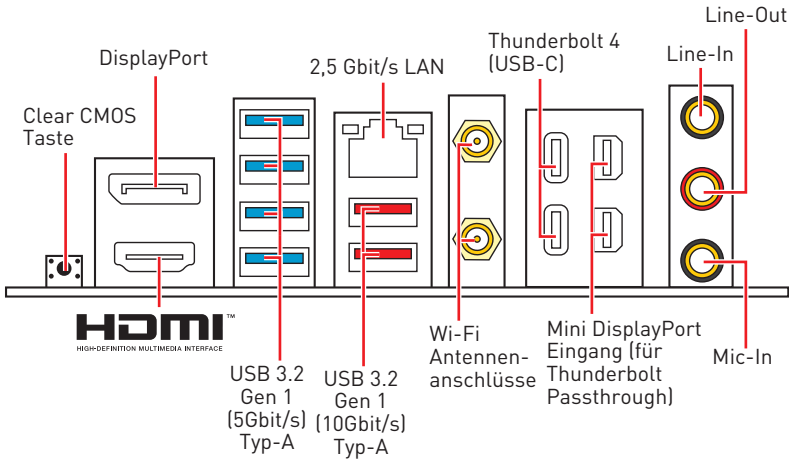 Line-Out
Thunderbolt 4
(USB-C)
Line-In
DisplayPort
2,5 Gbit/s LAN
Clear CMOS
Taste
HDMI™
HIGH-DEFINITION MULTIMEDIA INTERFACE
USB 3.2
Gen 1
(5Gbit/s)
Typ-A
USB 3.2
Gen 1
(10Gbit/s)
Typ-A
Wi-Fi
Antennen-
anschlüsse
Mini DisplayPort
Eingang (für
Thunderbolt
Passthrough)
Mic-In